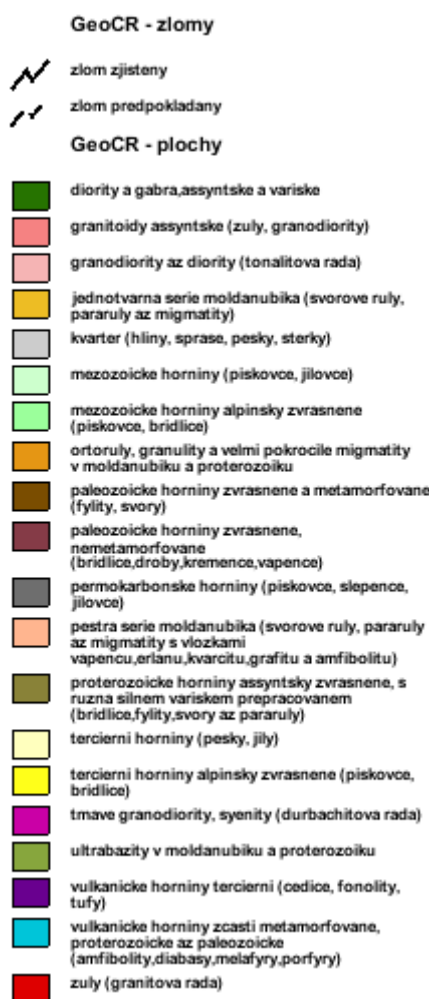 GeoCR - zlomy
zlom zjisteny
zlom predpokladany
GeoCR - plochy
diority a gabra,assyntske a variske
granitoidy assyntske (zuly, granodiority)
granodiority az diority (tonalitova rada)
jednotvarna serie moldanubika (svorove ruly,
pararuly az migmatity)
kvarter (hliny, sprase, pesky, sterky)
mezozoicke horniny (piskovce, jilovce)
mezozoicke horniny alpinsky zvrasnene
(piskovce, bridlice)
ortoruly, granulity a velmi pokrocile migmatity
v moldanubiku a proterozoiku
paleozoicke horniny zvrasnene a metamorfovane
(fylity, svory)
paleozoicke horniny zvrasnene,
nemetamorfovane
(bridlice,droby,kremence,vapence)
permokarbonske horniny (piskovce, slepence,
jilovce)
pestra serie moldanubika (svorove ruly, pararuly
az migmatity s vlozkami
vapencu,erlanu,kvarcitu,grafitu a amfibolitu)
proterozoicke horniny assyntsky zvrasnene, s
ruzna silnem variskem prepracovanem
(bridlice,fylity,svory az pararuly)
tercierni horniny (pesky, jily)
tercierni horniny alpinsky zvrasnene (piskovce,
bridlice)
tmave granodiority, syenity (durbachitova rada)
ultrabazity v moldanubiku a proterozoiku
vulkanicke horniny tercierni (cedice, fonolity,
tufy)
vulkanicke horniny zcasti metamorfovane,
proterozoicke az paleozoicke
(amfibolity,diabasy,melafyry,porfyry)
zuly (granitova rada)